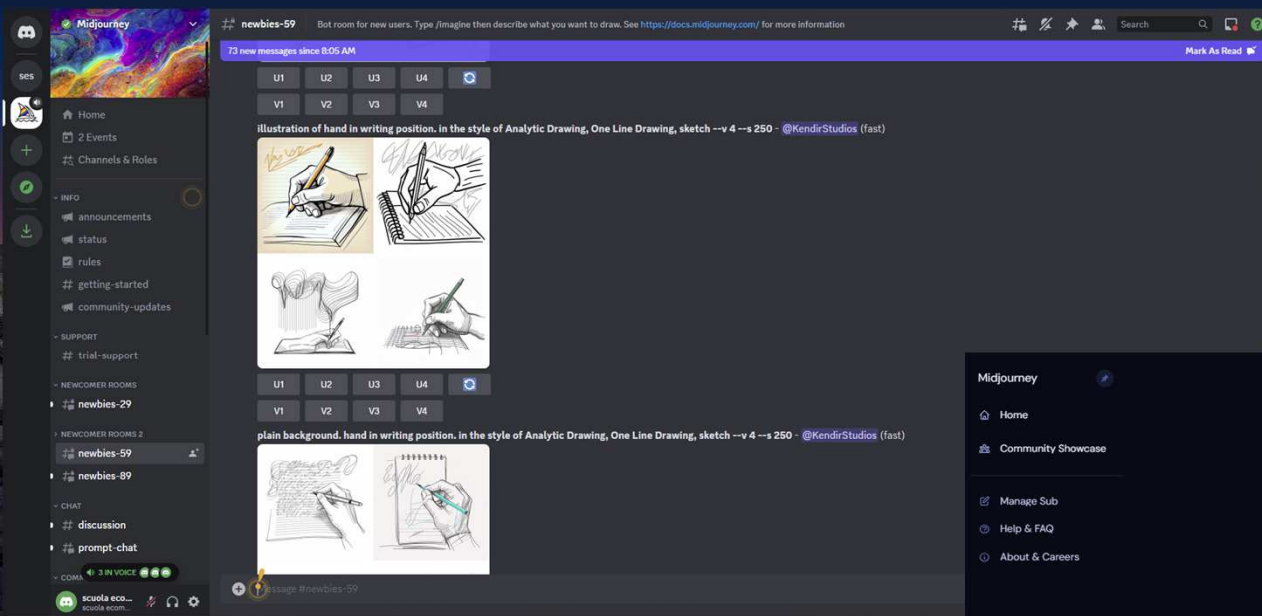 Midjourney
newbies-59
Bot room for new users. Type /imagine then describe what you want to draw. See https://docs.midjourney.com/ for more information
Search
73 new messages since 8:05 AM
Mark As Read
ses
Home
2 Events
Channels & Roles
INFO
announcements
status
rules
getting-started
community-updates
SUPPORT
trial-support
NEWCOMER ROOMS
newbies-29
NEWCOMER ROOMS 2
newbies-59
newbies-89
CHAT
discussion
prompt-chat
3 IN VOICE
scuola eco...
scuola ecom...
U1 U2 U3 U4
V1 V2 V3 V4
illustration of hand in writing position. in the style of Analytic Drawing, One Line Drawing, sketch --v 4 --s 250 - @KendirStudios (fast)
U1 U2 U3 U4
V1 V2 V3 V4
plain background. hand in writing position. in the style of Analytic Drawing, One Line Drawing, sketch --v 4 --s 250 - @KendirStudios (fast)
#newbies-59
Midjourney
Home
Community Showcase
Manage Sub
Help & FAQ
About & Careers